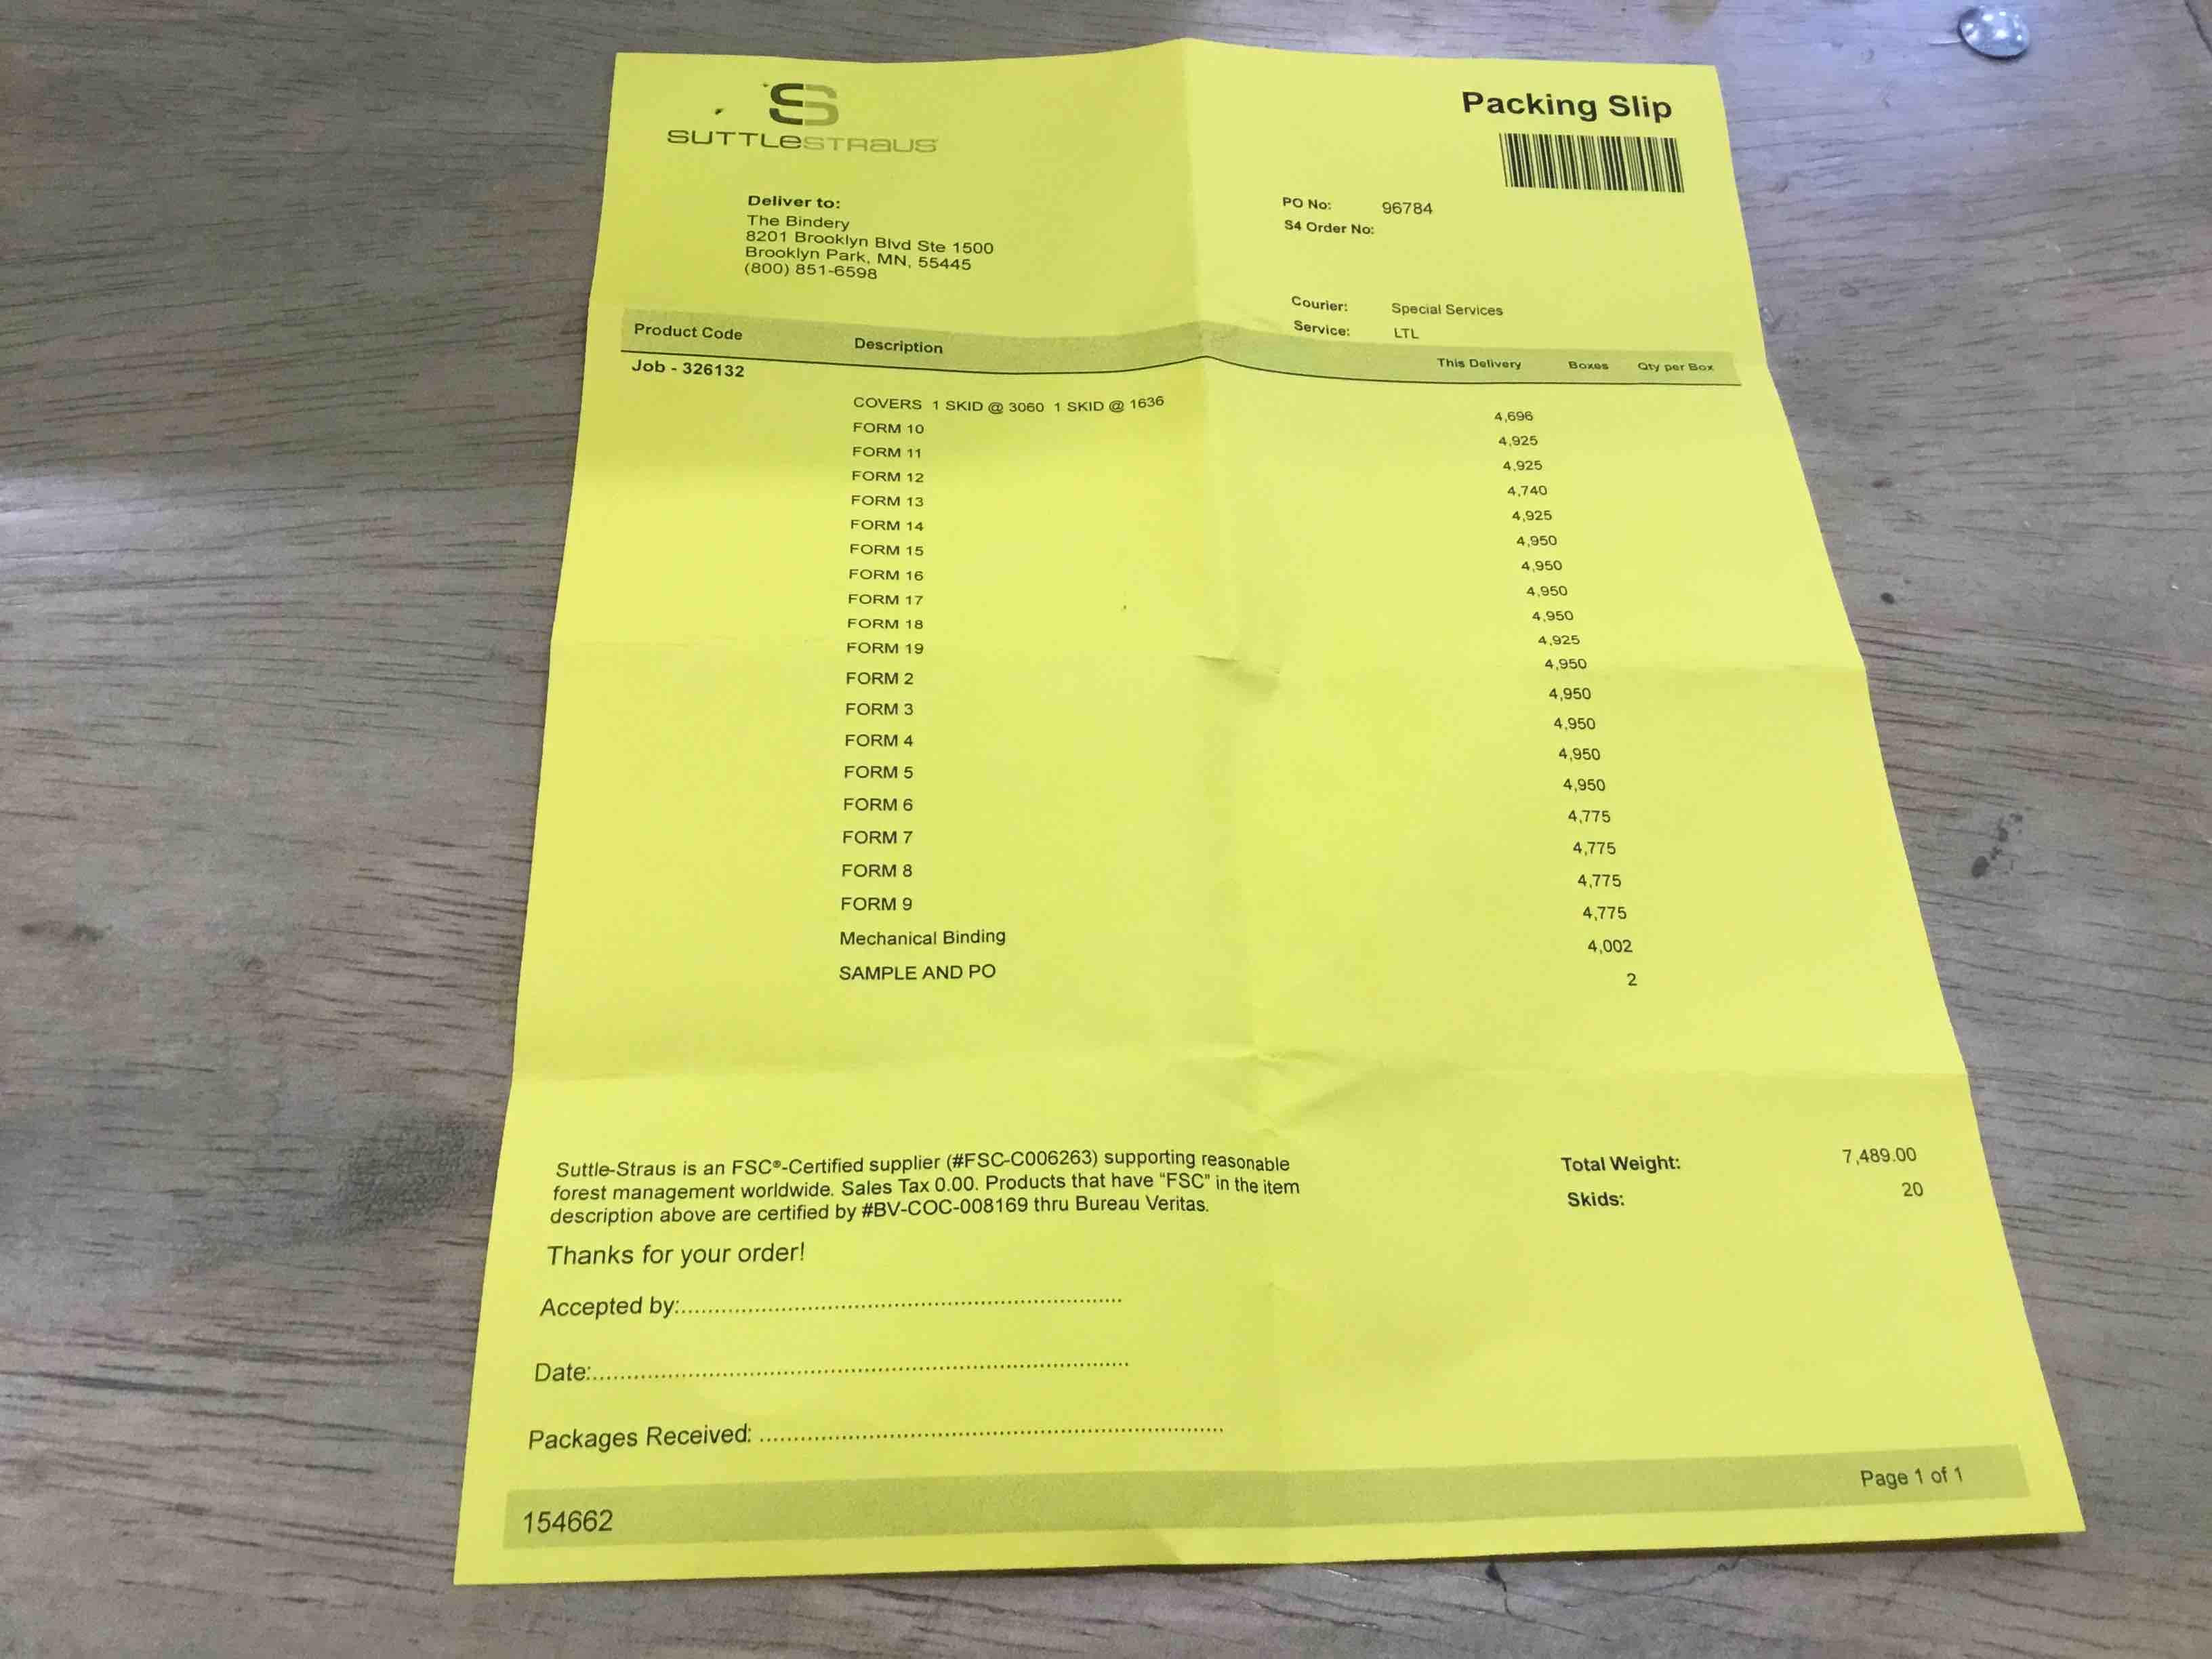 SUTTLESTRAUS
Packing Slip
Deliver to:
The Bindery
8201 Brooklyn Blvd Ste 1500
Brooklyn Park, MN, 55445
(800) 851-6598
PO No: 96784
S4 Order No:
Courier: Special Services
Service: LTL
Product Code Description This Delivery Boxes Qty per Box
Job - 326132
COVERS 1 SKID @ 3060 1 SKID @ 1636 4,696
FORM 10 4,925
FORM 11 4,925
FORM 12 4,740
FORM 13 4,925
FORM 14 4,950
FORM 15 4,950
FORM 16 4,950
FORM 17 4,950
FORM 18 4,925
FORM 19 4,950
FORM 2 4,950
FORM 3 4,950
FORM 4 4,950
FORM 5 4,950
FORM 6 4,775
FORM 7 4,775
FORM 8 4,775
FORM 9 4,775
Mechanical Binding 4,002
SAMPLE AND PO 2
Suttle-Straus is an FSC®-Certified supplier (#FSC-C006263) supporting reasonable
forest management worldwide. Sales Tax 0.00. Products that have "FSC" in the item
description above are certified by #BV-COC-008169 thru Bureau Veritas.
Total Weight: 7,489.00
Skids: 20
Thanks for your order!
Accepted by:
Date:
Packages Received:
154662
Page 1 of 1